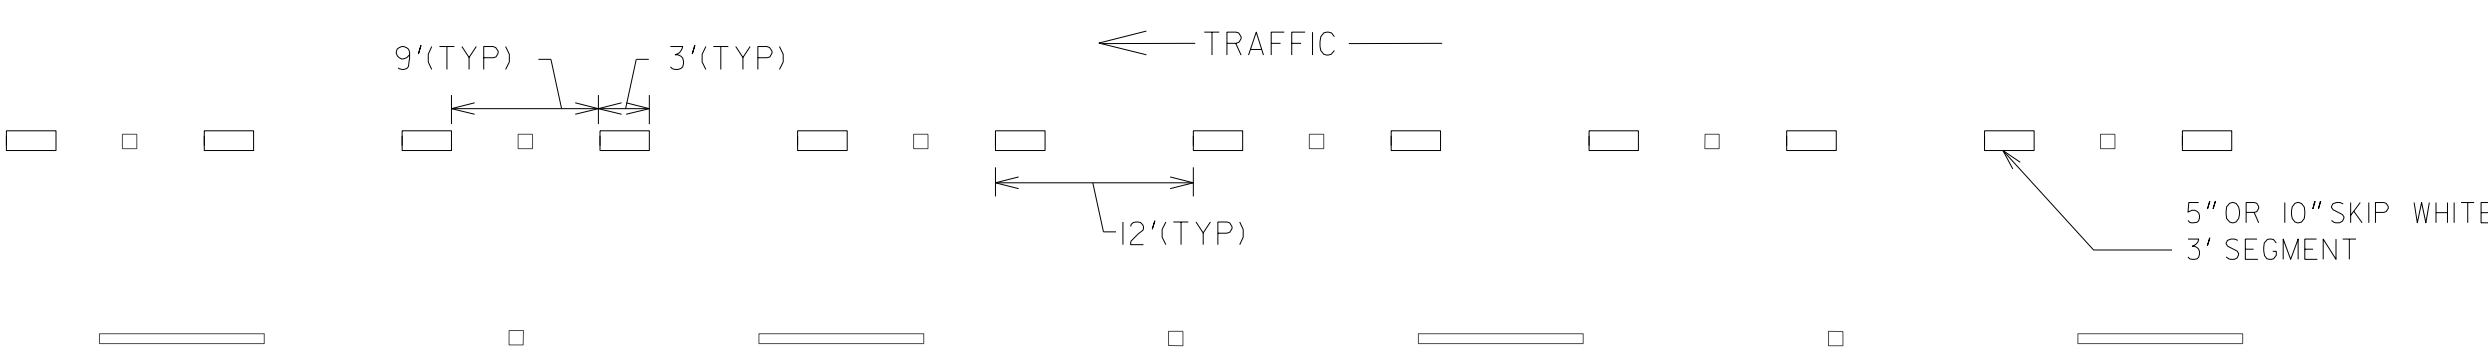 TRAFFIC
9'(TYP)
3'(TYP)
5" OR 10" SKIP WHITE
12'(TYP)
3' SEGMENT